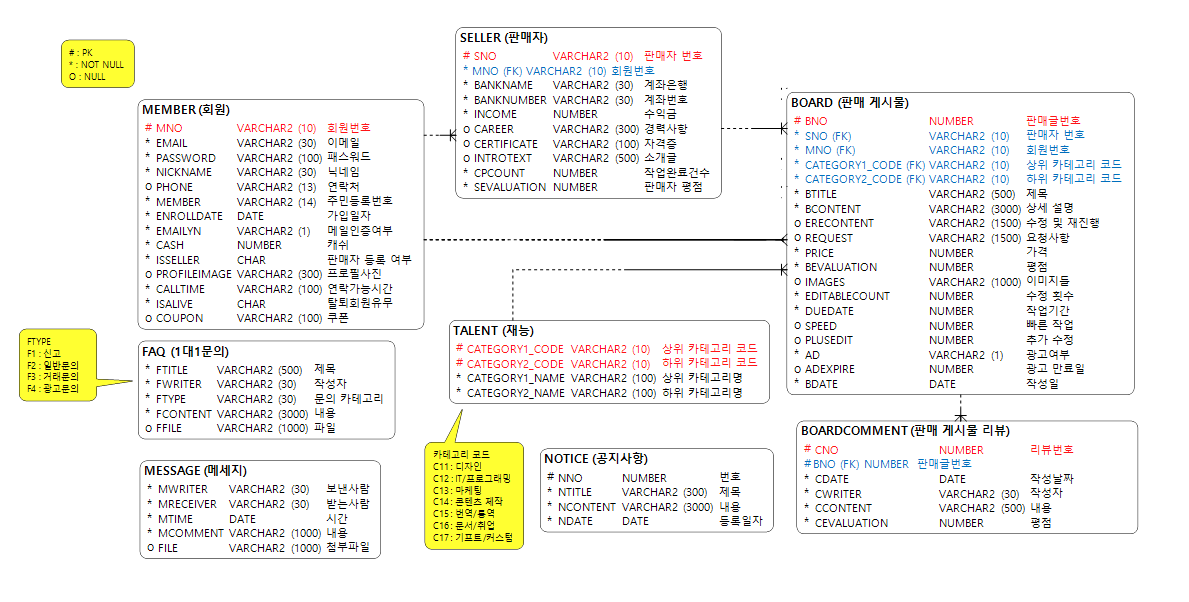 # : PK
* : NOT NULL
O : NULL
MEMBER (회원)
# MNO VARCHAR2 (10) 회원번호
* EMAIL VARCHAR2 (30) 이메일
* PASSWORD VARCHAR2 (100) 패스워드
* NICKNAME VARCHAR2 (30) 닉네임
O PHONE VARCHAR2 (13) 연락처
* MEMBER VARCHAR2 (14) 주민등록번호
* ENROLLDATE DATE 가입일자
* EMAILYN VARCHAR2 (1) 메일인증여부
* CASH NUMBER 캐쉬
* ISSELLER CHAR 판매자 등록 여부
O PROFILEIMAGE VARCHAR2 (300) 프로필사진
* CALLTIME VARCHAR2 (100) 연락가능시간
* ISALIVE CHAR 탈퇴회원유무
O COUPON VARCHAR2 (100) 쿠폰
SELLER (판매자)
# SNO VARCHAR2 (10) 판매자 번호
* MNO (FK) VARCHAR2 (10) 회원번호
* BANKNAME VARCHAR2 (30) 계좌은행
* BANKNUMBER VARCHAR2 (30) 계좌번호
* INCOME NUMBER 수익금
O CAREER VARCHAR2 (300) 경력사항
O CERTIFICATE VARCHAR2 (100) 자격증
O INTROTEXT VARCHAR2 (500) 소개글
* CPCOUNT NUMBER 작업완료건수
* SEVALUATION NUMBER 판매자 평점
BOARD (판매 게시물)
# BNO NUMBER 판매글번호
* SNO (FK) VARCHAR2 (10) 판매자 번호
* MNO (FK) VARCHAR2 (10) 회원번호
* CATEGORY1_CODE (FK) VARCHAR2 (10) 상위 카테고리 코드
* CATEGORY2_CODE (FK) VARCHAR2 (10) 하위 카테고리 코드
* BTITLE VARCHAR2 (500) 제목
* BCONTENT VARCHAR2 (3000) 상세 설명
O ERECONTENT VARCHAR2 (1500) 수정 및 재진행
O REQUEST VARCHAR2 (1500) 요청사항
* PRICE NUMBER 가격
* BEVALUATION NUMBER 평점
O IMAGES VARCHAR2 (1000) 이미지들
* EDITABLECOUNT NUMBER 수정 횟수
* DUEDATE NUMBER 작업기간
O SPEED NUMBER 빠른 작업
O PLUSEDIT NUMBER 추가 수정
* AD VARCHAR2 (1) 광고여부
O ADEXPIRE NUMBER 광고 만료일
* BDATE DATE 작성일
FTYPE
F1 : 신고
F2 : 일반문의
F3 : 거래문의
F4 : 광고문의
FAQ (1대1문의)
* FTITLE VARCHAR2 (500) 제목
* FWRITER VARCHAR2 (30) 작성자
* FTYPE VARCHAR2 (30) 문의 카테고리
* FCONTENT VARCHAR2 (3000) 내용
O FFILE VARCHAR2 (1000) 파일
TALENT (재능)
# CATEGORY1_CODE VARCHAR2 (10) 상위 카테고리 코드
# CATEGORY2_CODE VARCHAR2 (10) 하위 카테고리 코드
* CATEGORY1_NAME VARCHAR2 (100) 상위 카테고리명
* CATEGORY2_NAME VARCHAR2 (100) 하위 카테고리명
BOARDCOMMENT (판매 게시물 리뷰)
# CNO NUMBER 리뷰번호
#BNO (FK) NUMBER 판매글번호
* CDATE DATE 작성날짜
* CWRITER VARCHAR2 (30) 작성자
* CCONTENT VARCHAR2 (500) 내용
* CEVALUATION NUMBER 평점
MESSAGE (메세지)
* MWRITER VARCHAR2 (30) 보낸사람
* MRECEIVER VARCHAR2 (30) 받는사람
* MTIME DATE 시간
* MCOMMENT VARCHAR2 (1000) 내용
O FILE VARCHAR2 (1000) 첨부파일
카테고리 코드
C11 : 디자인
C12 : IT/프로그래밍
C13 : 마케팅
C14 : 콘텐츠 제작
C15 : 번역/통역
C16 : 문서/취업
C17 : 기프트/커스텀
NOTICE (공지사항)
# NNO NUMBER 번호
* NTITLE VARCHAR2 (300) 제목
* NCONTENT VARCHAR2 (3000) 내용
* NDATE DATE 등록일자